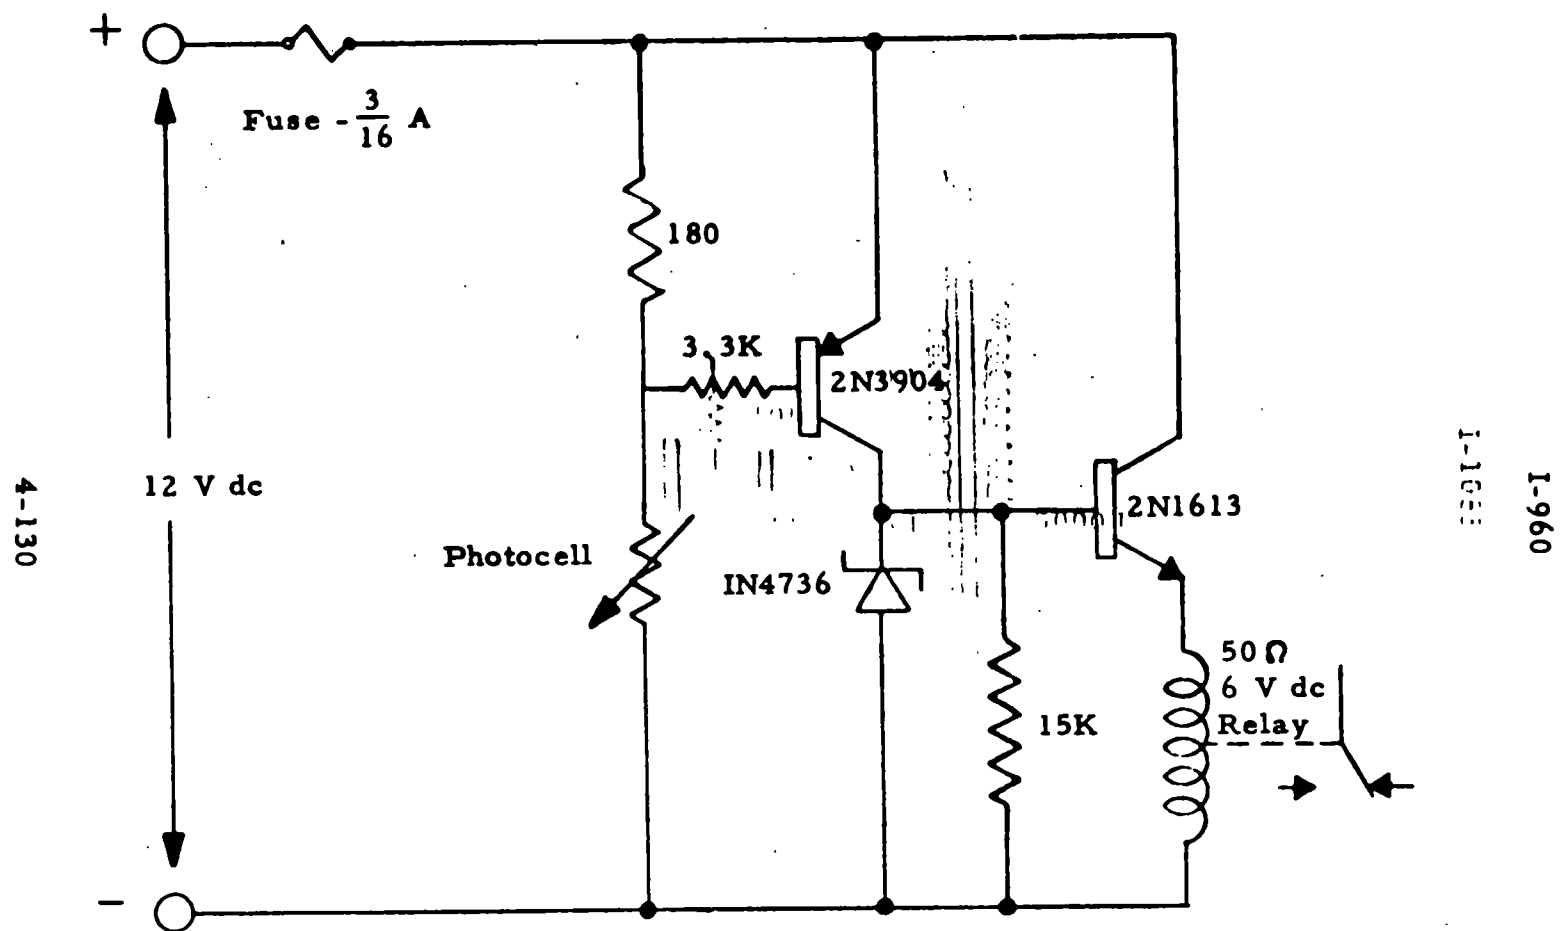 +
Fuse - 3/16 A
180
3.3K
2N3904
12 V dc
2N1613
Photocell
IN4736
50Ω
6 V dc
Relay
15K
−
4-130
I-960